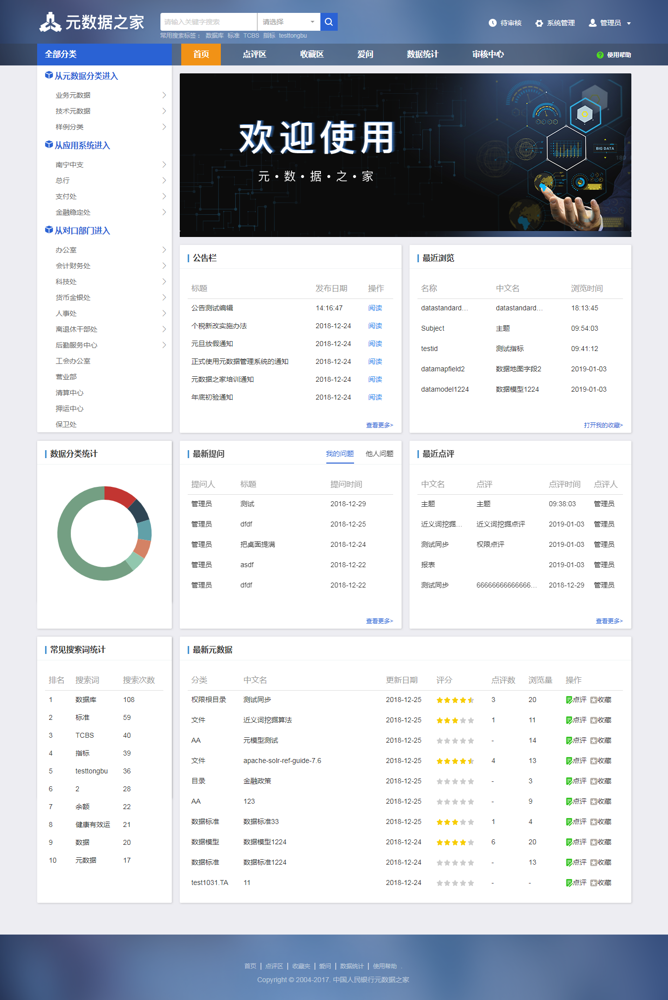 元数据之家
请输入关键字搜索 请选择
常用搜索标签： 数据库 标准 TCBS 指标 testtongbu
待审核 系统管理 管理员
全部分类 首页 点评区 收藏区 爱问 数据统计 审核中心 使用帮助
从元数据分类进入
业务元数据
技术元数据
样例分类
从应用系统进入
南宁中支
总行
支付处
金融稳定处
从对口部门进入
办公室
会计财务处
科技处
货币金银处
人事处
离退休干部处
后勤服务中心
工会办公室
营业部
清算中心
押运中心
保卫处
欢迎使用
元·数·据·之·家
BIG DATA
公告栏
标题 发布日期 操作
公告测试编辑 14:16:47 阅读
个税新改实施办法 2018-12-24 阅读
元旦放假通知 2018-12-24 阅读
正式使用元数据管理系统的通知 2018-12-24 阅读
元数据之家培训通知 2018-12-24 阅读
年底初验通知 2018-12-24 阅读
查看更多>
最近浏览
名称 中文名 浏览时间
datastandard... datastandard... 18:13:45
Subject 主题 09:54:03
testid 测试指标 09:41:12
datamapfield2 数据地图字段2 2019-01-03
datamodel1224 数据模型1224 2019-01-03
打开我的收藏>
数据分类统计
最新提问 我的问题 他人问题
提问人 标题 提问时间
管理员 测试 2018-12-29
管理员 dfdf 2018-12-25
管理员 把桌面提满 2018-12-24
管理员 asdf 2018-12-22
管理员 dfdf 2018-12-22
查看更多>
最近点评
中文名 点评 点评时间 点评人
主题 主题 09:38:03 管理员
近义词挖掘... 近义词挖掘点评 2019-01-03 管理员
测试同步 权限点评 2019-01-03 管理员
报表 2019-01-03 管理员
测试同步 66666666666666... 2018-12-29 管理员
查看更多>
常见搜索词统计
排名 搜索词 搜索次数
1 数据库 108
2 标准 59
3 TCBS 40
4 指标 39
5 testtongbu 36
6 2 28
7 余额 22
8 健康有效运 21
9 数据 20
10 元数据 17
最新元数据
分类 中文名 更新日期 评分 点评数 浏览量 操作
权限根目录 测试同步 2018-12-25 3 20 点评 收藏
文件 近义词挖掘算法 2018-12-25 1 11 点评 收藏
AA 元模型测试 2018-12-25 - 14 点评 收藏
文件 apache-solr-ref-guide-7.6 2018-12-25 4 13 点评 收藏
目录 金融政策 2018-12-25 - 3 点评 收藏
AA 123 2018-12-25 - 9 点评 收藏
数据标准 数据标准33 2018-12-25 1 4 点评 收藏
数据模型 数据模型1224 2018-12-24 6 20 点评 收藏
数据标准 数据标准1224 2018-12-24 - 13 点评 收藏
test1031.TA 11 2018-12-24 - - 点评 收藏
首页 | 点评区 | 收藏夹 | 爱问 | 数据统计 | 使用帮助 .
Copyright © 2004-2017. 中国人民银行元数据之家